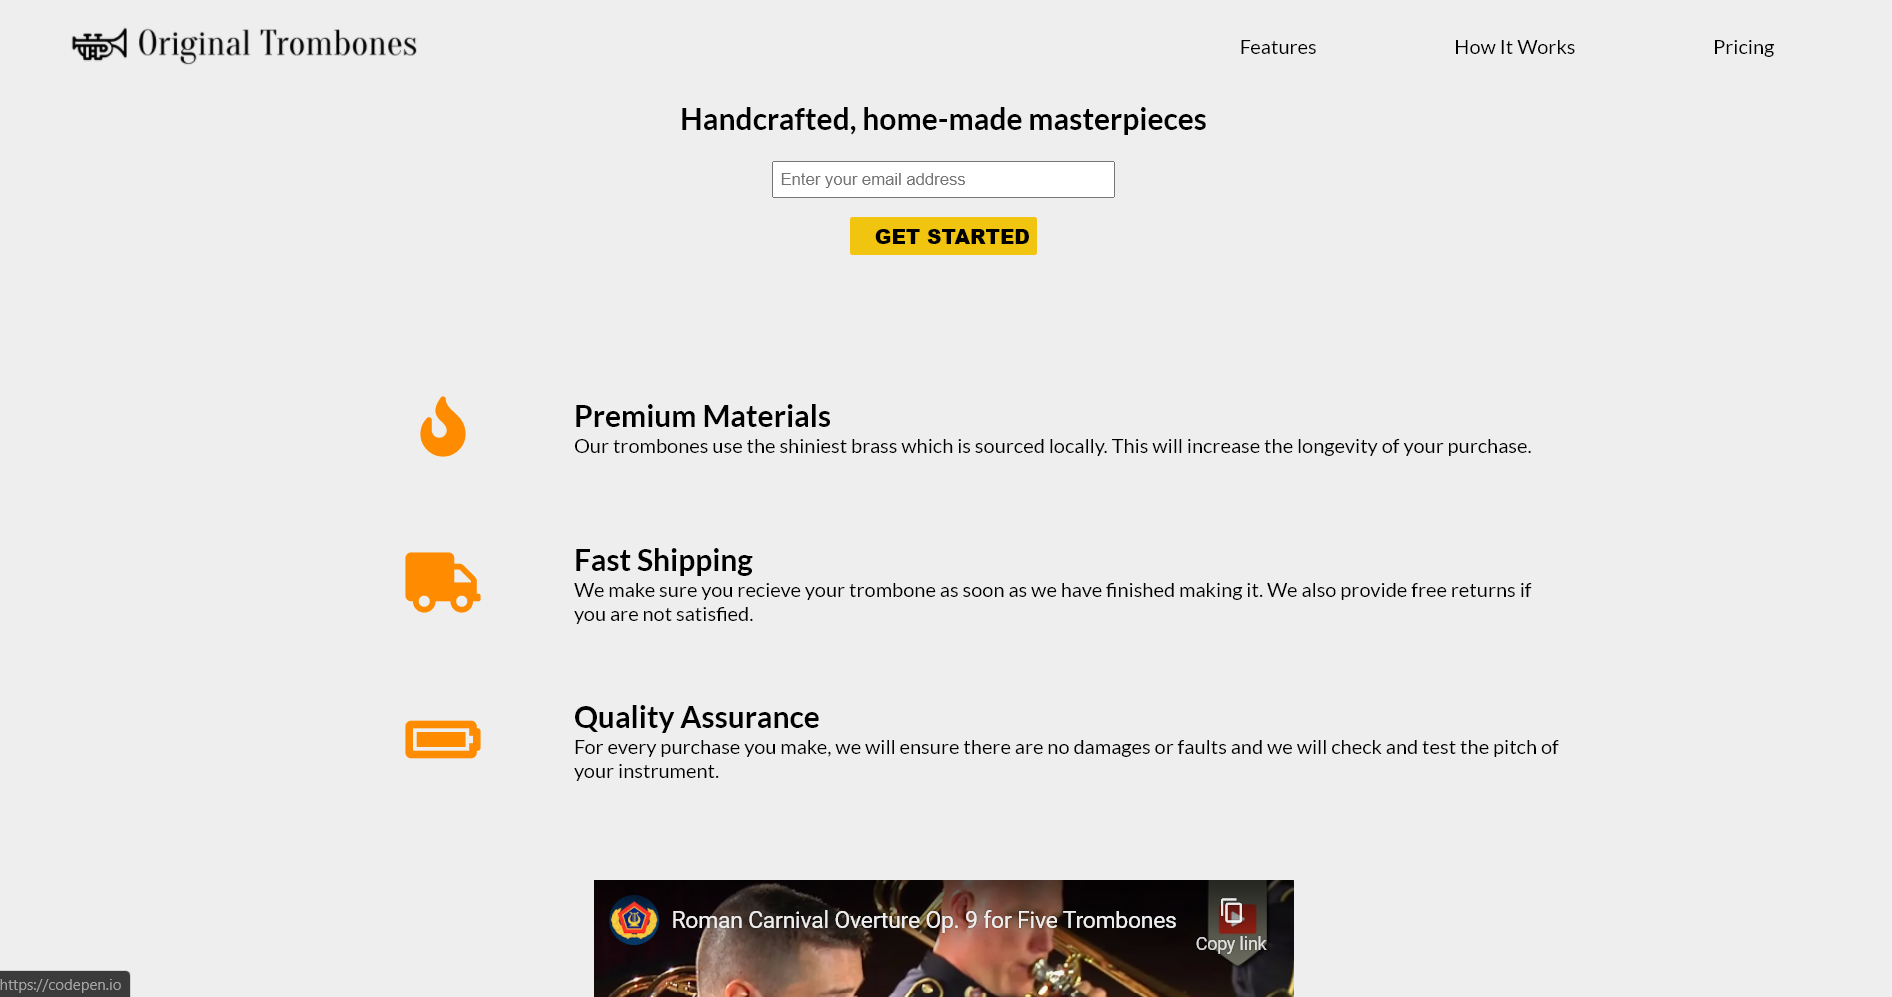 Original Trombones
Features
How It Works
Pricing
Handcrafted, home-made masterpieces
Enter your email address
GET STARTED
Premium Materials
Our trombones use the shiniest brass which is sourced locally. This will increase the longevity of your purchase.
Fast Shipping
We make sure you recieve your trombone as soon as we have finished making it. We also provide free returns if
you are not satisfied.
Quality Assurance
For every purchase you make, we will ensure there are no damages or faults and we will check and test the pitch of
your instrument.
Roman Carnival Overture Op. 9 for Five Trombones
Copy link
https://codepen.io